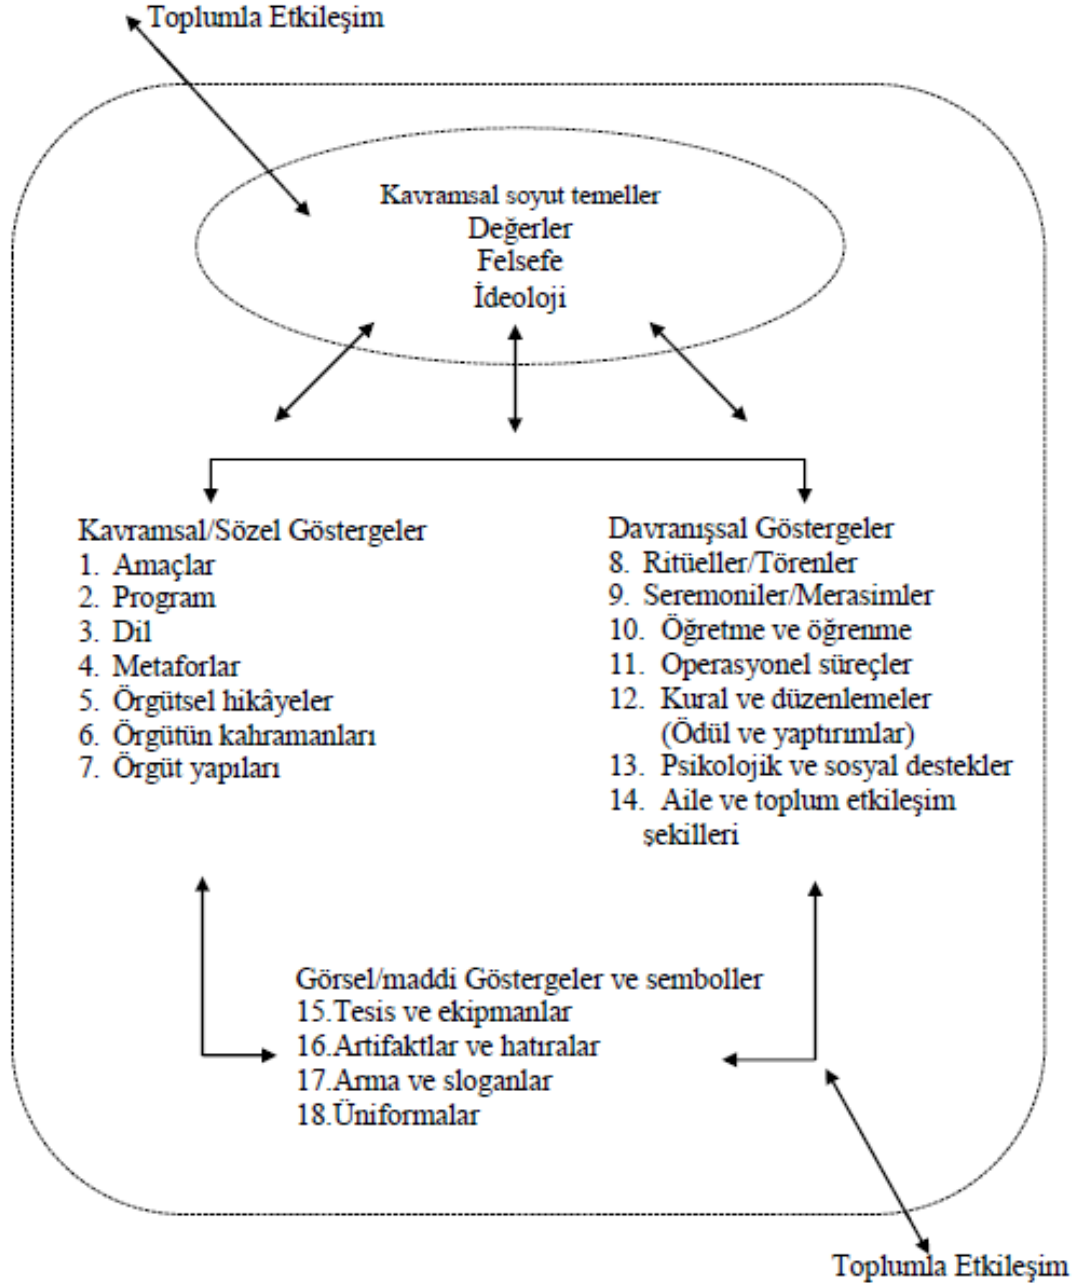 Toplumla Etkileşim
Kavramsal soyut temeller
Değerler
Felsefe
İdeoloji
Kavramsal/Sözel Göstergeler
1. Amaçlar
2. Program
3. Dil
4. Metaforlar
5. Örgütsel hikâyeler
6. Örgütün kahramanları
7. Örgüt yapıları
Davranışsal Göstergeler
8. Ritüeller/Törenler
9. Seremoniler/Merasimler
10. Öğretme ve öğrenme
11. Operasyonel süreçler
12. Kural ve düzenlemeler
(Ödül ve yaptırımlar)
13. Psikolojik ve sosyal destekler
14. Aile ve toplum etkileşim
şekilleri
Görsel/maddi Göstergeler ve semboller
15.Tesis ve ekipmanlar
16.Artifaktlar ve hatıralar
17.Arma ve sloganlar
18.Üniformalar
Toplumla Etkileşim